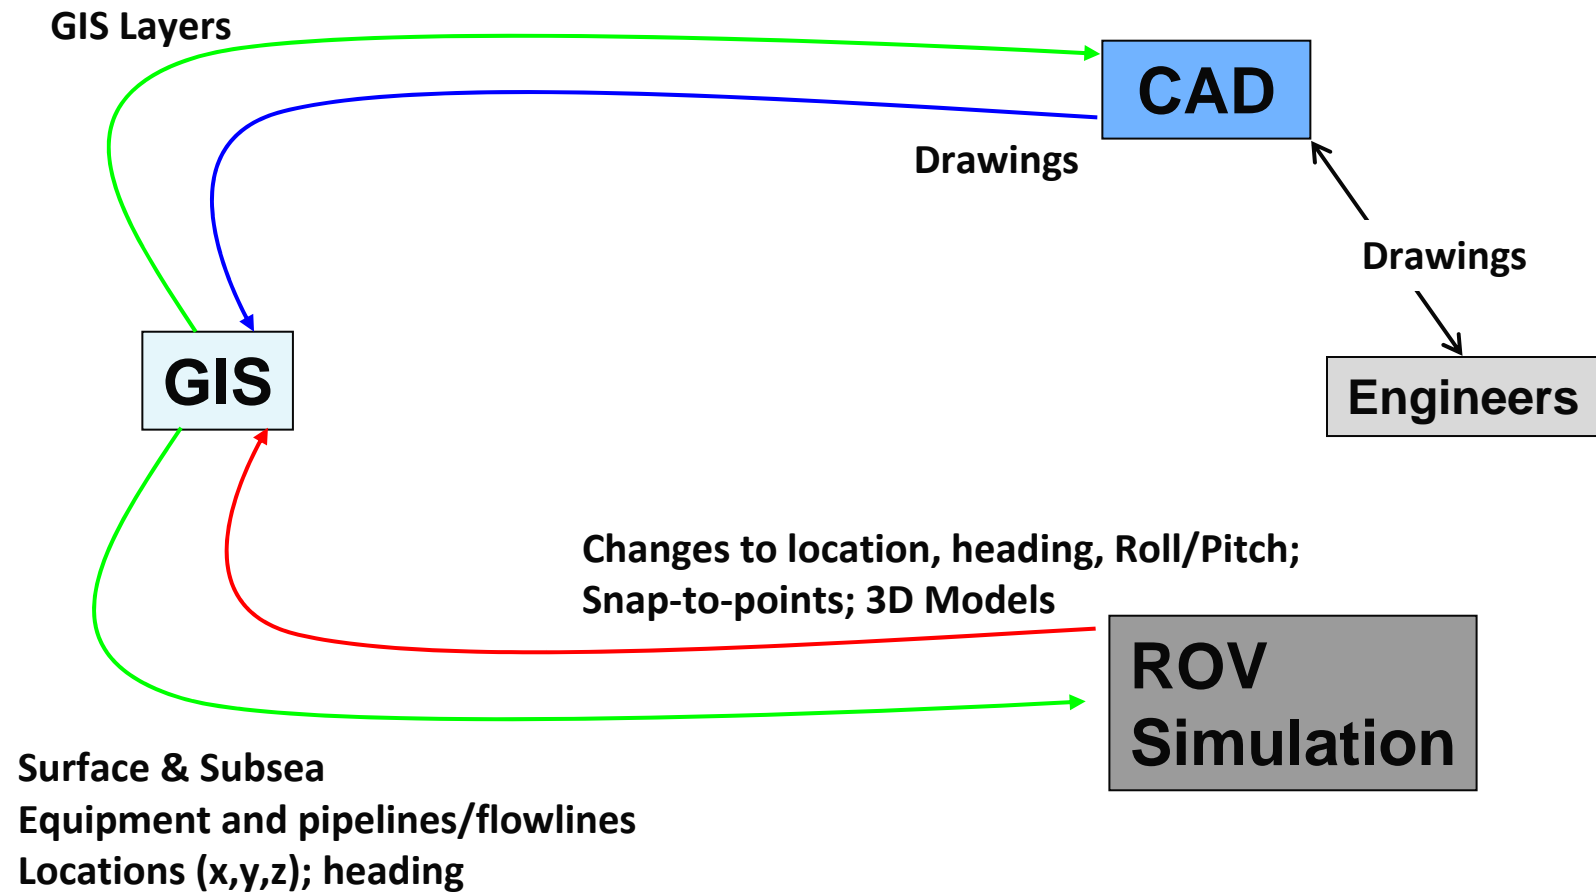 GIS Layers
CAD
Drawings
Drawings
GIS
Engineers
Changes to location, heading, Roll/Pitch;
Snap-to-points; 3D Models
ROV
Simulation
Surface & Subsea
Equipment and pipelines/flowlines
Locations (x,y,z); heading